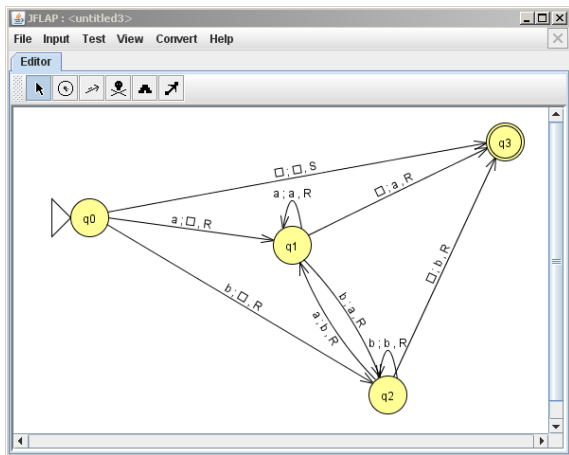 JFLAP : <untitled3>
File Input Test View Convert Help
Editor
q3
□ ; □ , S
a ; a , R
□ ; a , R
q0
a ; □ , R
q1
b ; □ , R
b ; a , R
a ; b , R
□ ; b , R
b ; b , R
q2